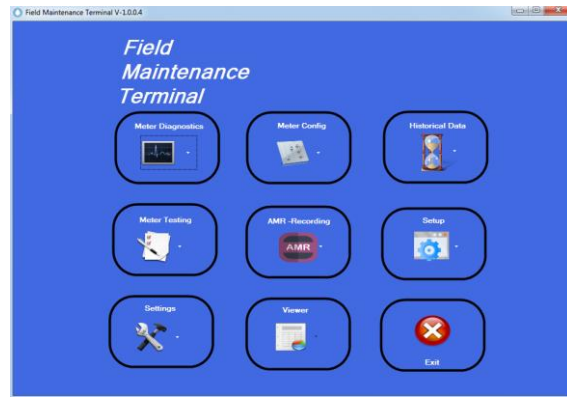 Field Maintenance Terminal V-1.0.0.4
Field
Maintenance
Terminal
Meter Diagnostics
Meter Config
Historical Data
Meter Testing
AMR -Recording
AMR
Setup
Settings
Viewer
Exit